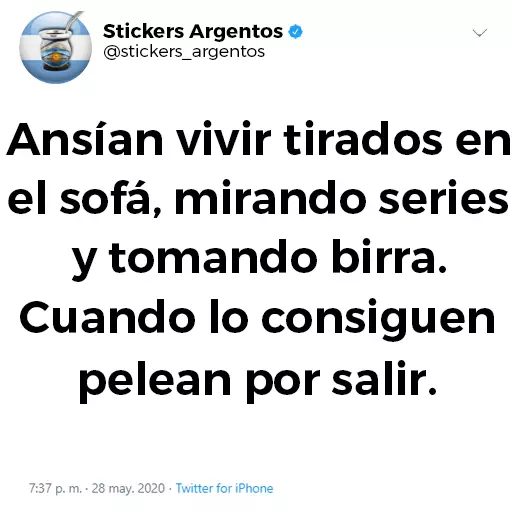 Stickers Argentos
@stickers_argentos
Ansían vivir tirados en
el sofá, mirando series
y tomando birra.
Cuando lo consiguen
pelean por salir.
7:37 p. m. · 28 may. 2020 · Twitter for iPhone